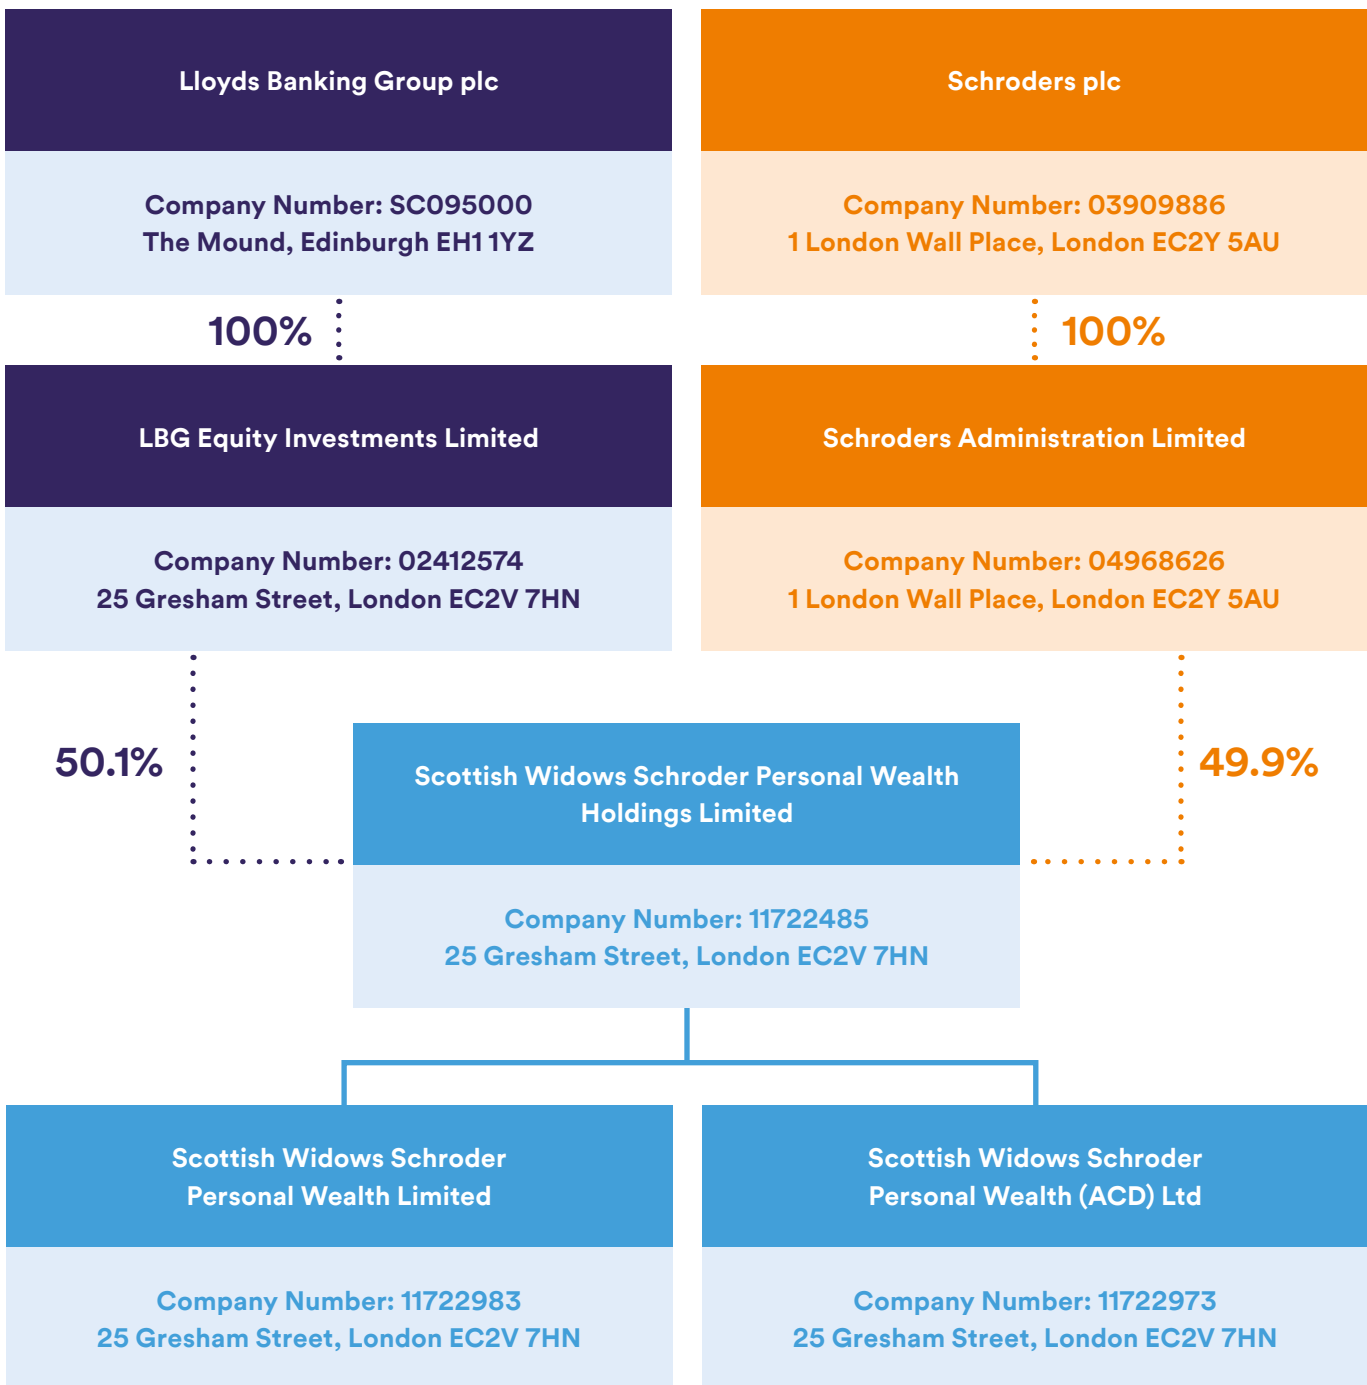 Lloyds Banking Group plc
Company Number: SC095000
The Mound, Edinburgh EH1 1YZ
Schroders plc
Company Number: 03909886
1 London Wall Place, London EC2Y 5AU
100%
100%
LBG Equity Investments Limited
Company Number: 02412574
25 Gresham Street, London EC2V 7HN
Schroders Administration Limited
Company Number: 04968626
1 London Wall Place, London EC2Y 5AU
50.1%
49.9%
Scottish Widows Schroder Personal Wealth
Holdings Limited
Company Number: 11722485
25 Gresham Street, London EC2V 7HN
Scottish Widows Schroder
Personal Wealth Limited
Company Number: 11722983
25 Gresham Street, London EC2V 7HN
Scottish Widows Schroder
Personal Wealth (ACD) Ltd
Company Number: 11722973
25 Gresham Street, London EC2V 7HN